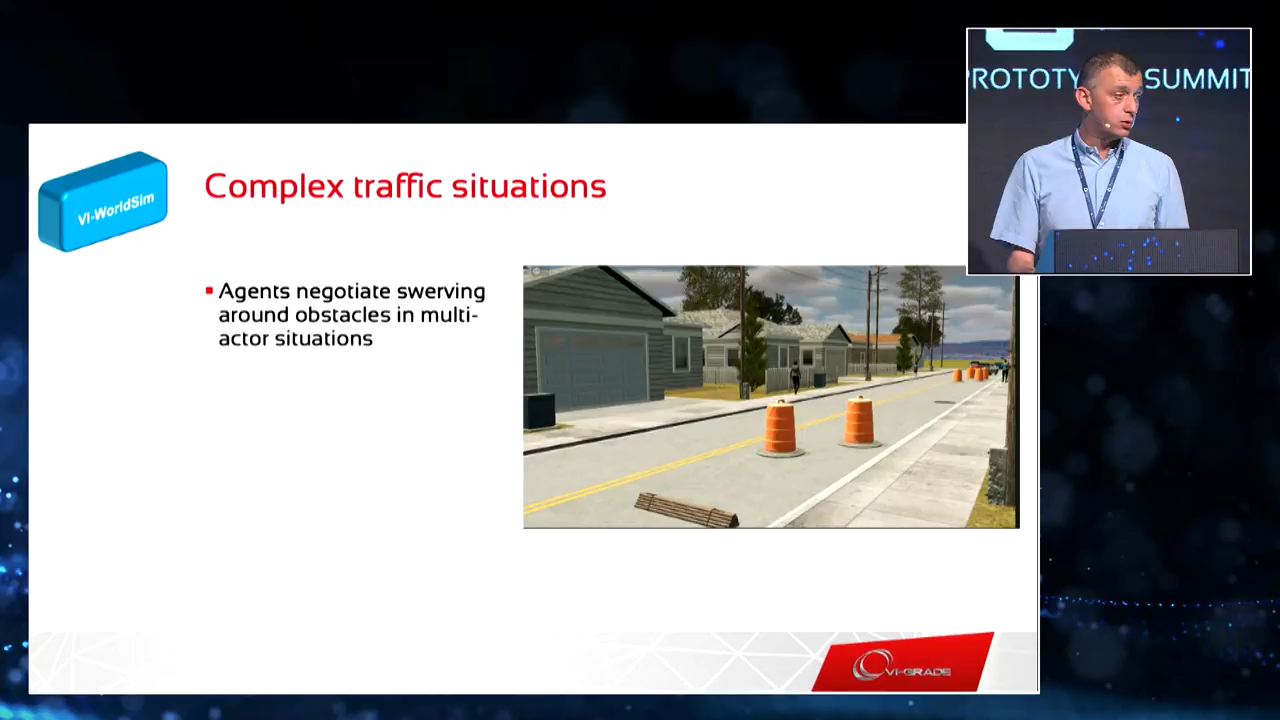 PROTOTY SUMMIT
VI-WorldSim
Complex traffic situations
Agents negotiate swerving
around obstacles in multi-
actor situations
VI-GRADE